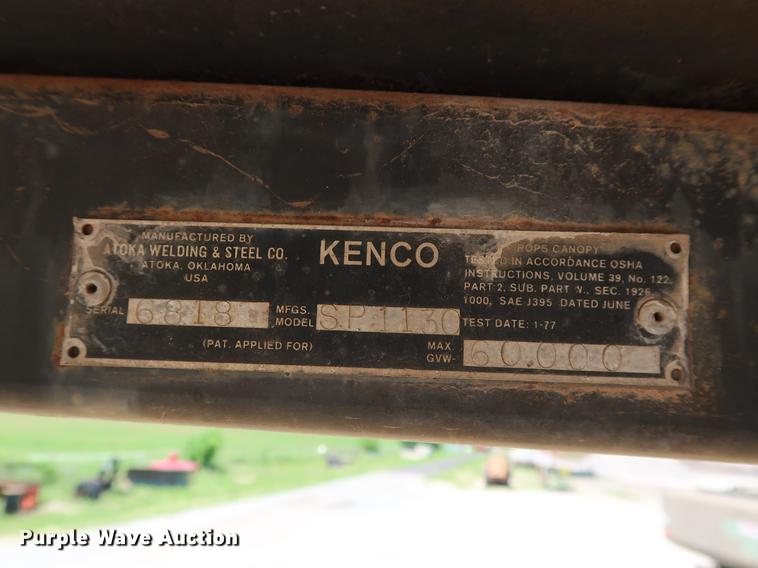 MANUFACTURED BY
ATOKA WELDING & STEEL CO.
ATOKA, OKLAHOMA
USA
KENCO
ROPS CANOPY
TESTED IN ACCORDANCE OSHA
INSTRUCTIONS, VOLUME 39, No. 122,
PART 2, SUB. PART V., SEC. 1926
1000, SAE J395 DATED JUNE
SERIAL 6818
MFGS. MODEL S.P.1130
TEST DATE: 1-77
(PAT. APPLIED FOR)
MAX. GVW- 60,000
Purple Wave Auction